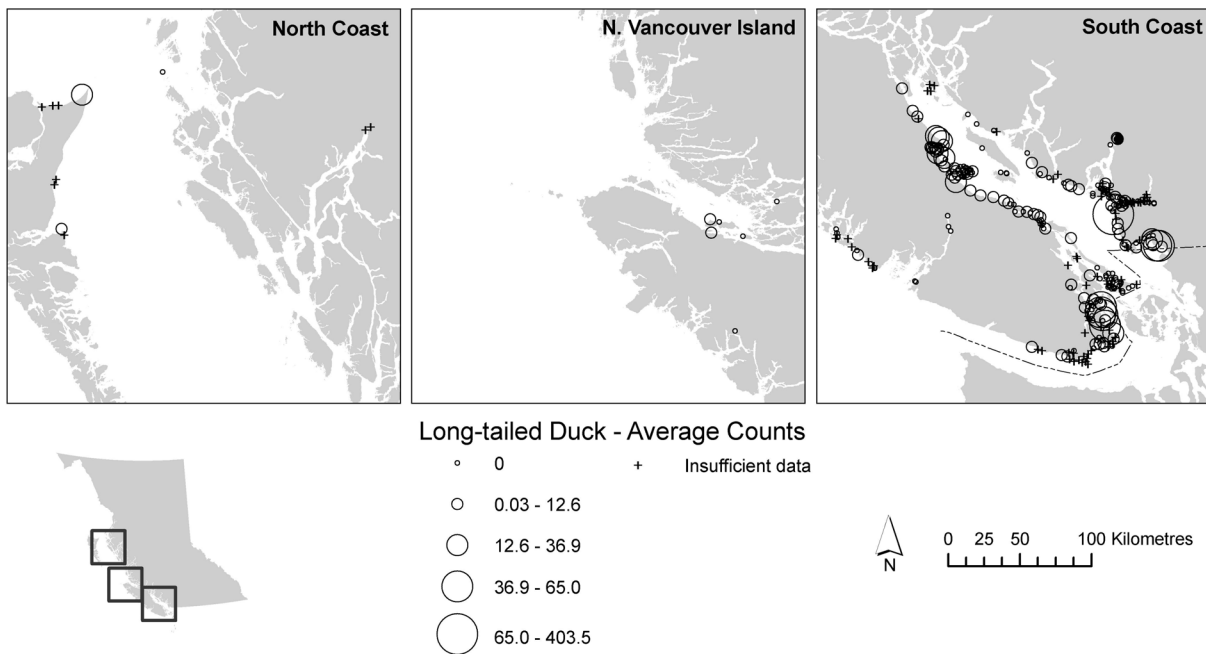 North Coast
N. Vancouver Island
South Coast
Long-tailed Duck - Average Counts
0
Insufficient data
0.03 - 12.6
12.6 - 36.9
36.9 - 65.0
65.0 - 403.5
N
0 25 50 100 Kilometres